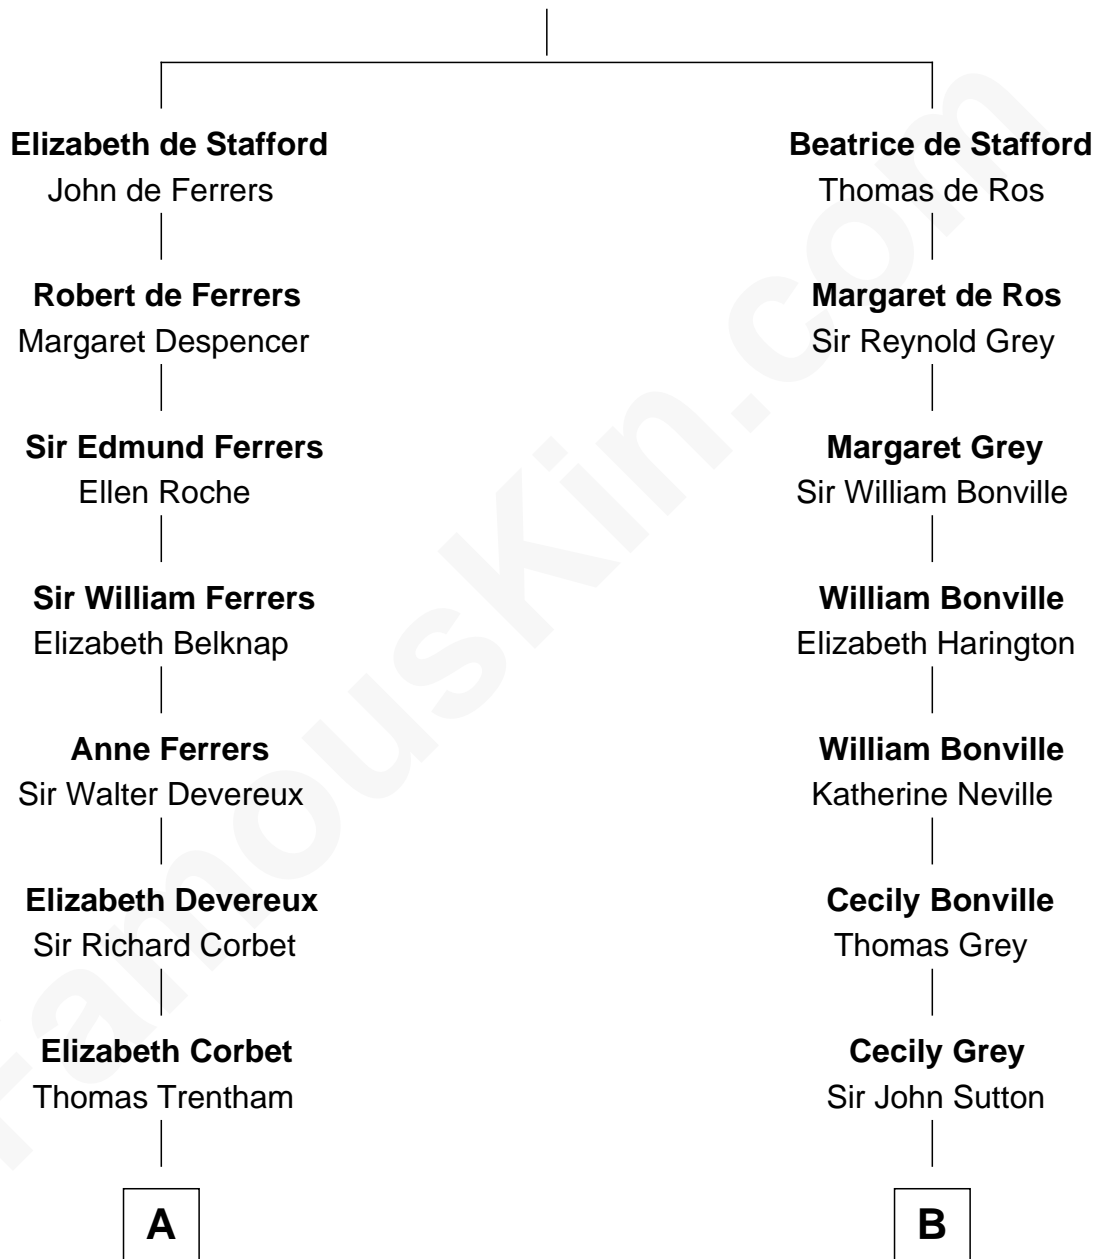 Elizabeth de Stafford
John de Ferrers
Robert de Ferrers
Margaret Despencer
Sir Edmund Ferrers
Ellen Roche
Sir William Ferrers
Elizabeth Belknap
Anne Ferrers
Sir Walter Devereux
Elizabeth Devereux
Sir Richard Corbet
Elizabeth Corbet
Thomas Trentham
A
Beatrice de Stafford
Thomas de Ros
Margaret de Ros
Sir Reynold Grey
Margaret Grey
Sir William Bonville
William Bonville
Elizabeth Harington
William Bonville
Katherine Neville
Cecily Bonville
Thomas Grey
Cecily Grey
Sir John Sutton
B
FamousKin.com